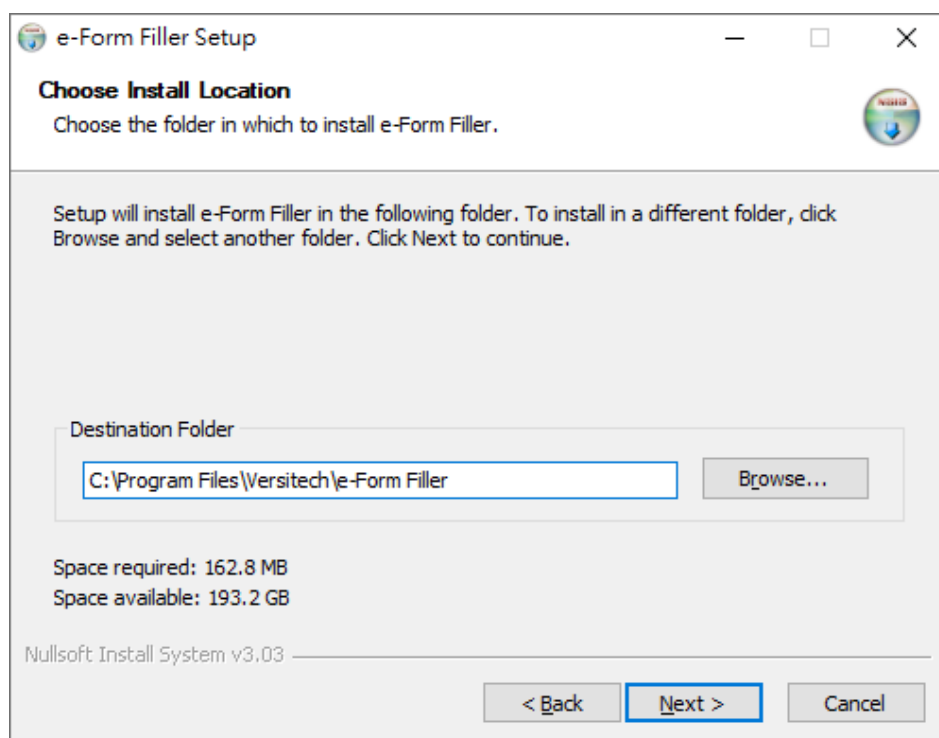 e-Form Filler Setup
Choose Install Location
Choose the folder in which to install e-Form Filler.
Setup will install e-Form Filler in the following folder. To install in a different folder, click
Browse and select another folder. Click Next to continue.
Destination Folder
C:\Program Files\Versitech\e-Form Filler
Browse...
Space required: 162.8 MB
Space available: 193.2 GB
Nullsoft Install System v3.03
< Back
Next >
Cancel